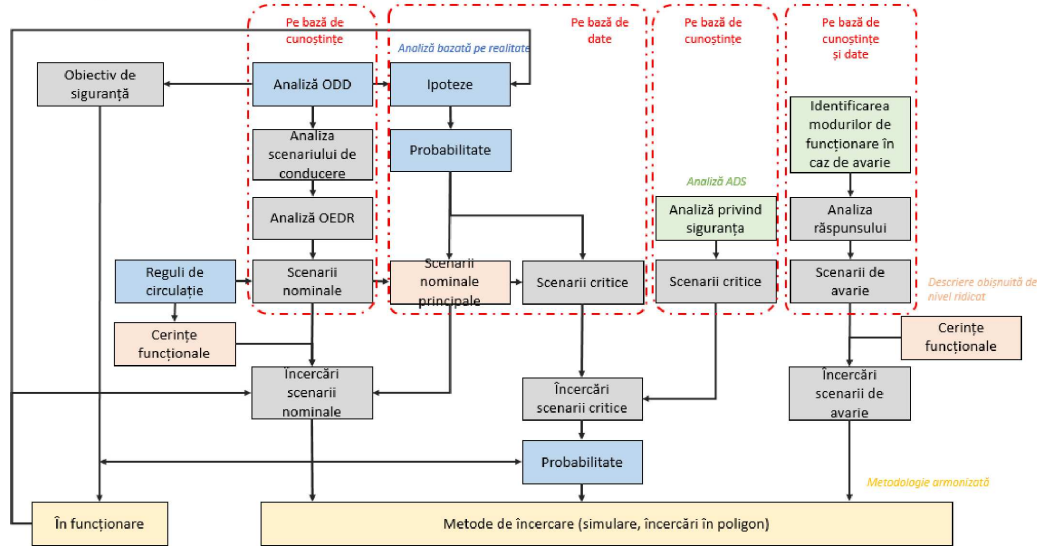 Pe bază de
cunoștințe
Pe bază de
date
Pe bază de
cunoștințe
Pe bază de
cunoștințe
și date
Analiză bazată pe realitate
Obiectiv de
siguranță
Analiză ODD
Ipoteze
Identificarea
modurilor de
funcționare în
caz de avarie
Analiza
scenariului de
conducere
Probabilitate
Analiză ADS
Analiză OEDR
Analiză privind
siguranța
Analiza
răspunsului
Reguli de
circulație
Scenarii
nominale
Scenarii
nominale
principale
Scenarii critice
Scenarii critice
Scenarii de
avarie
Descriere obișnuită de
nivel ridicat
Cerințe
funcționale
Cerințe
funcționale
Încercări
scenarii
nominale
Încercări
scenarii critice
Încercări
scenarii de
avarie
Probabilitate
Metodologie armonizată
În funcționare
Metode de încercare (simulare, încercări în poligon)